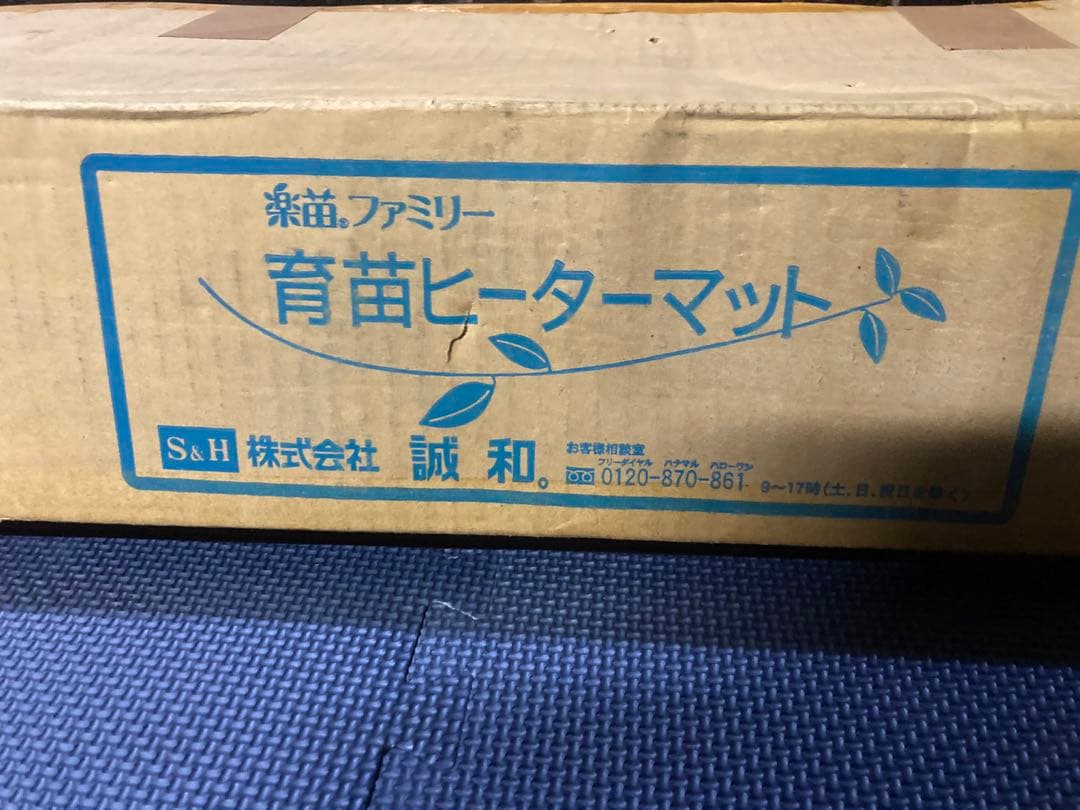 楽苗®ファミリー
育苗ヒーターマット
S&H 株式会社 誠和。
お客様相談室
フリーダイヤル ハナマル ハローワン
0120-870-861 9〜17時(土、日、祝日を除く)